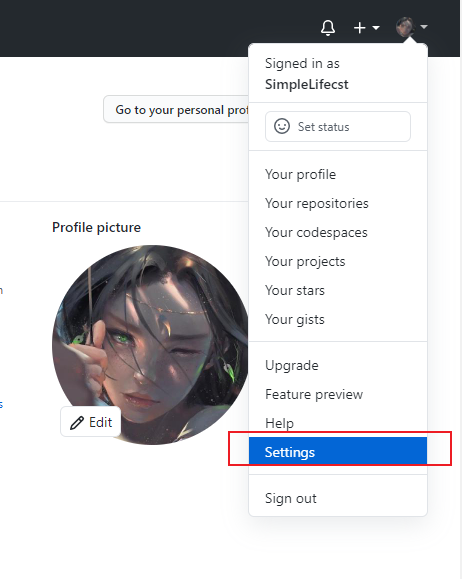 Signed in as
SimpleLifecst
Go to your personal prof
Set status
Your profile
Your repositories
Your codespaces
Your projects
Your stars
Your gists
Profile picture
Edit
Upgrade
Feature preview
Help
Settings
Sign out